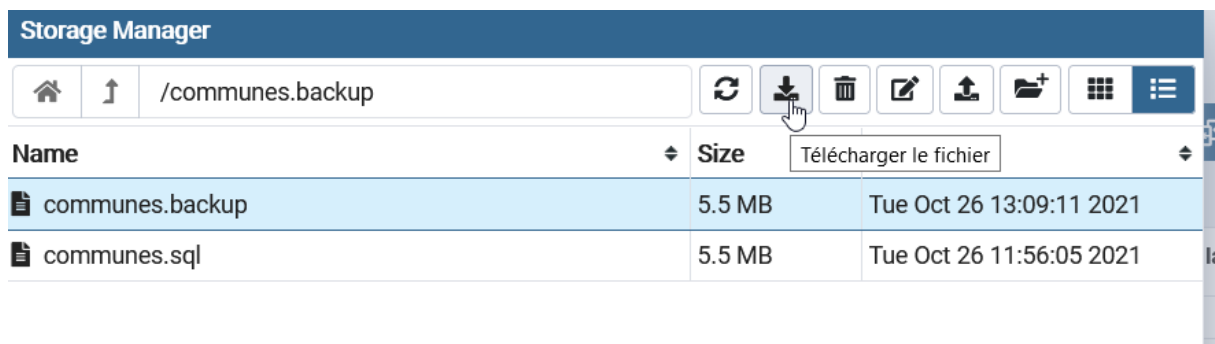 Storage Manager
/communes.backup
Name Size
Télécharger le fichier
communes.backup 5.5 MB Tue Oct 26 13:09:11 2021
communes.sql 5.5 MB Tue Oct 26 11:56:05 2021